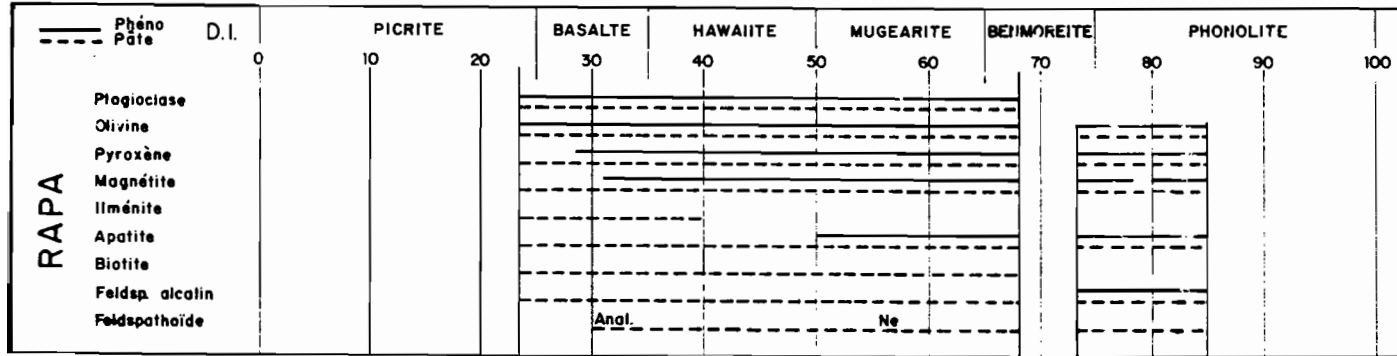 Phéno
Pâte
D.I.
PICRITE
BASALTE
HAWAIITE
MUGEARITE
BENMOREITE
PHONOLITE
0 10 20 30 40 50 60 70 80 90 100
RAPA
Plagioclase
Olivine
Pyroxène
Magnétite
Ilménite
Apatite
Biotite
Feldsp. alcalin
Feldspathoïde
Anal.
Ne